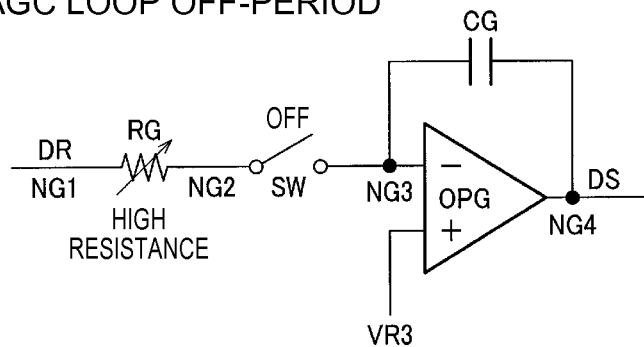 AGC LOOP OFF-PERIOD
CG
OFF
DR
RG
NG1
NG2
SW
NG3
OPG
DS
NG4
HIGH
RESISTANCE
VR3